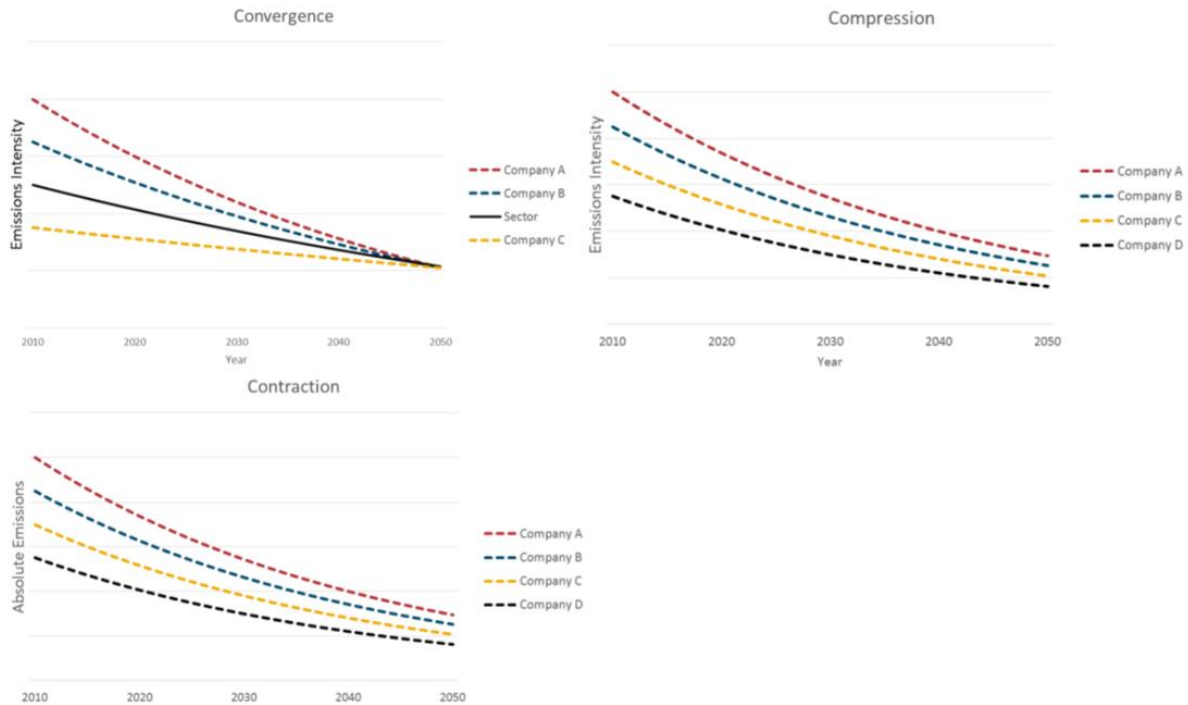 Convergence
Emissions Intensity
Company A
Company B
Sector
Company C
2010 2020 2030 2040 2050
Year
Compression
Emissions Intensity
Company A
Company B
Company C
Company D
2010 2020 2030 2040 2050
Year
Contraction
Absolute Emissions
Company A
Company B
Company C
Company D
2010 2020 2030 2040 2050